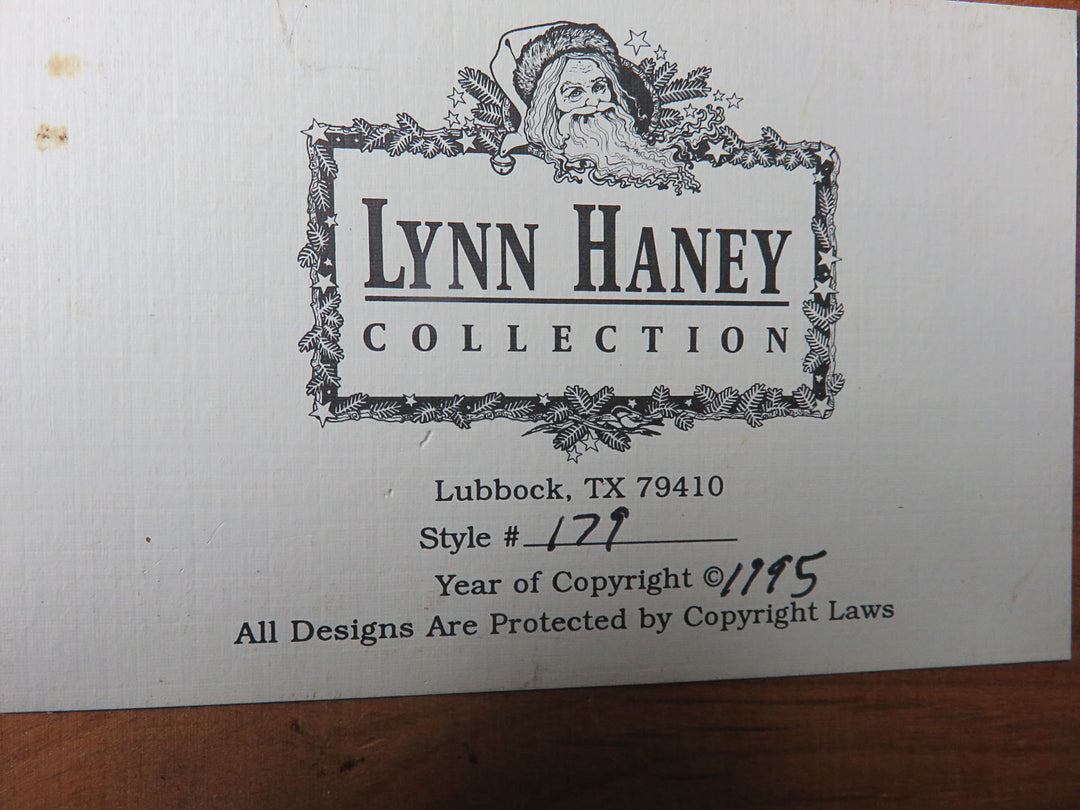 LYNN HANEY
COLLECTION
Lubbock, TX 79410
Style # 179
Year of Copyright © 1995
All Designs Are Protected by Copyright Laws